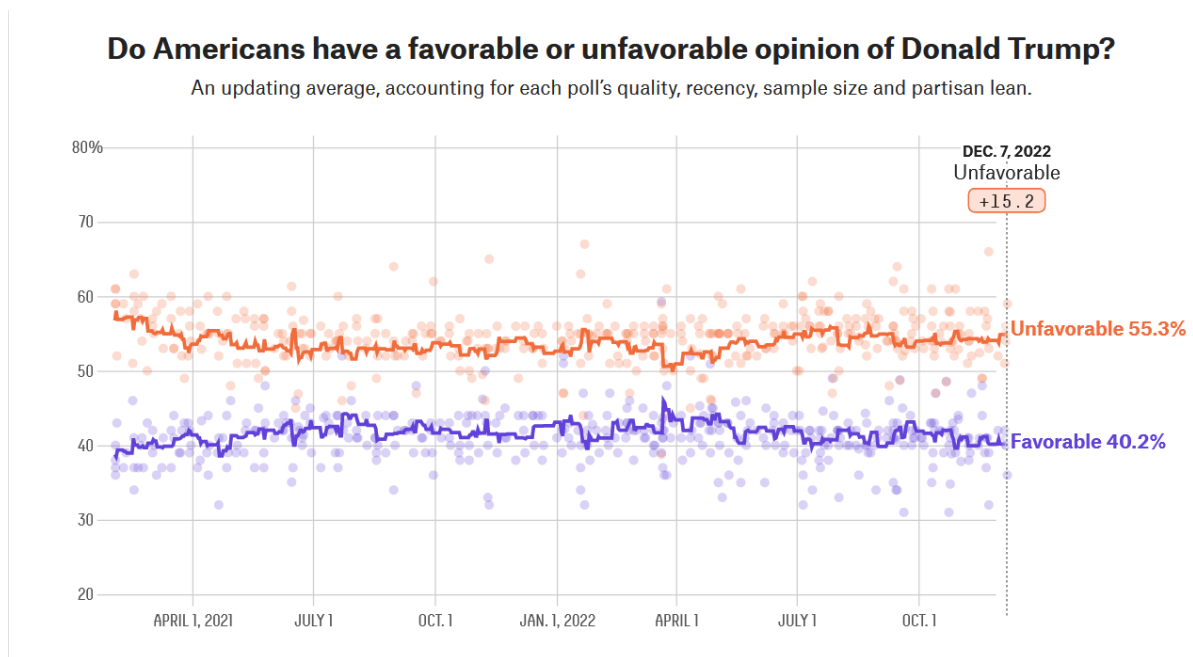 Do Americans have a favorable or unfavorable opinion of Donald Trump?
An updating average, accounting for each poll's quality, recency, sample size and partisan lean.
80%
DEC. 7, 2022
Unfavorable
+15.2
70
60
Unfavorable 55.3%
50
Favorable 40.2%
40
30
20
APRIL 1, 2021 JULY 1 OCT. 1 JAN. 1, 2022 APRIL 1 JULY 1 OCT. 1